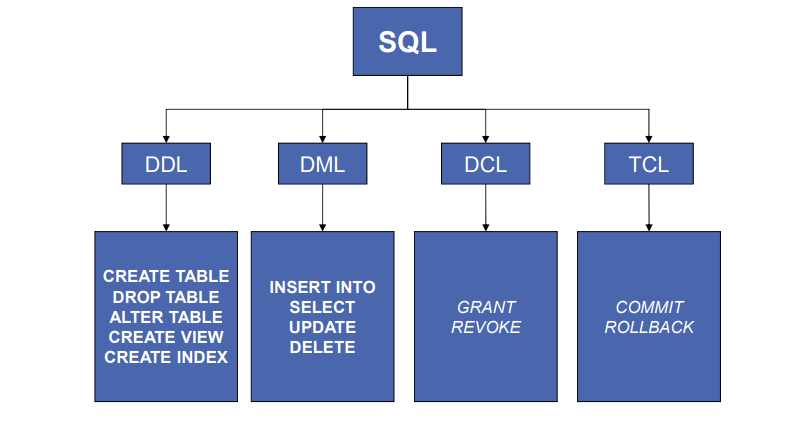 SQL
DDL
DML
DCL
TCL
CREATE TABLE
DROP TABLE
ALTER TABLE
CREATE VIEW
CREATE INDEX
INSERT INTO
SELECT
UPDATE
DELETE
GRANT
REVOKE
COMMIT
ROLLBACK